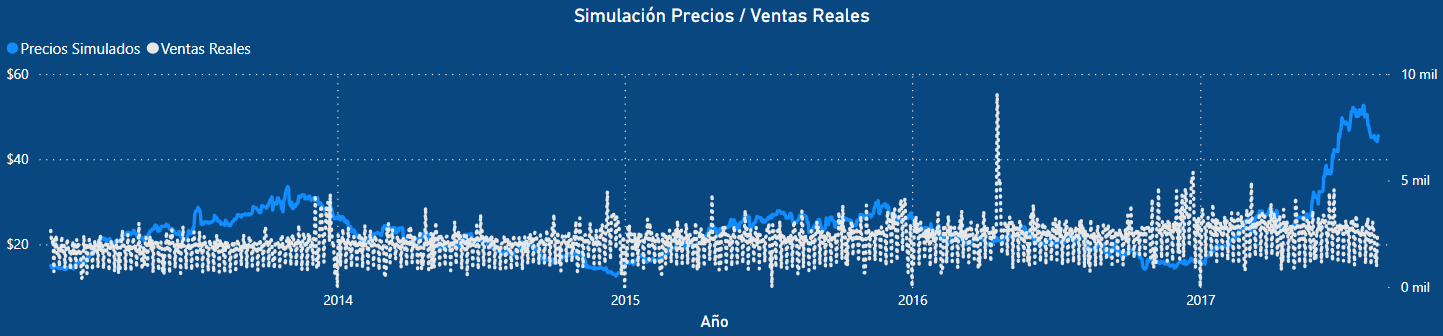 Simulación Precios / Ventas Reales
Precios Simulados Ventas Reales
$60 10 mil
$40
5 mil
$20
0 mil
2014 2015 2016 2017
Año